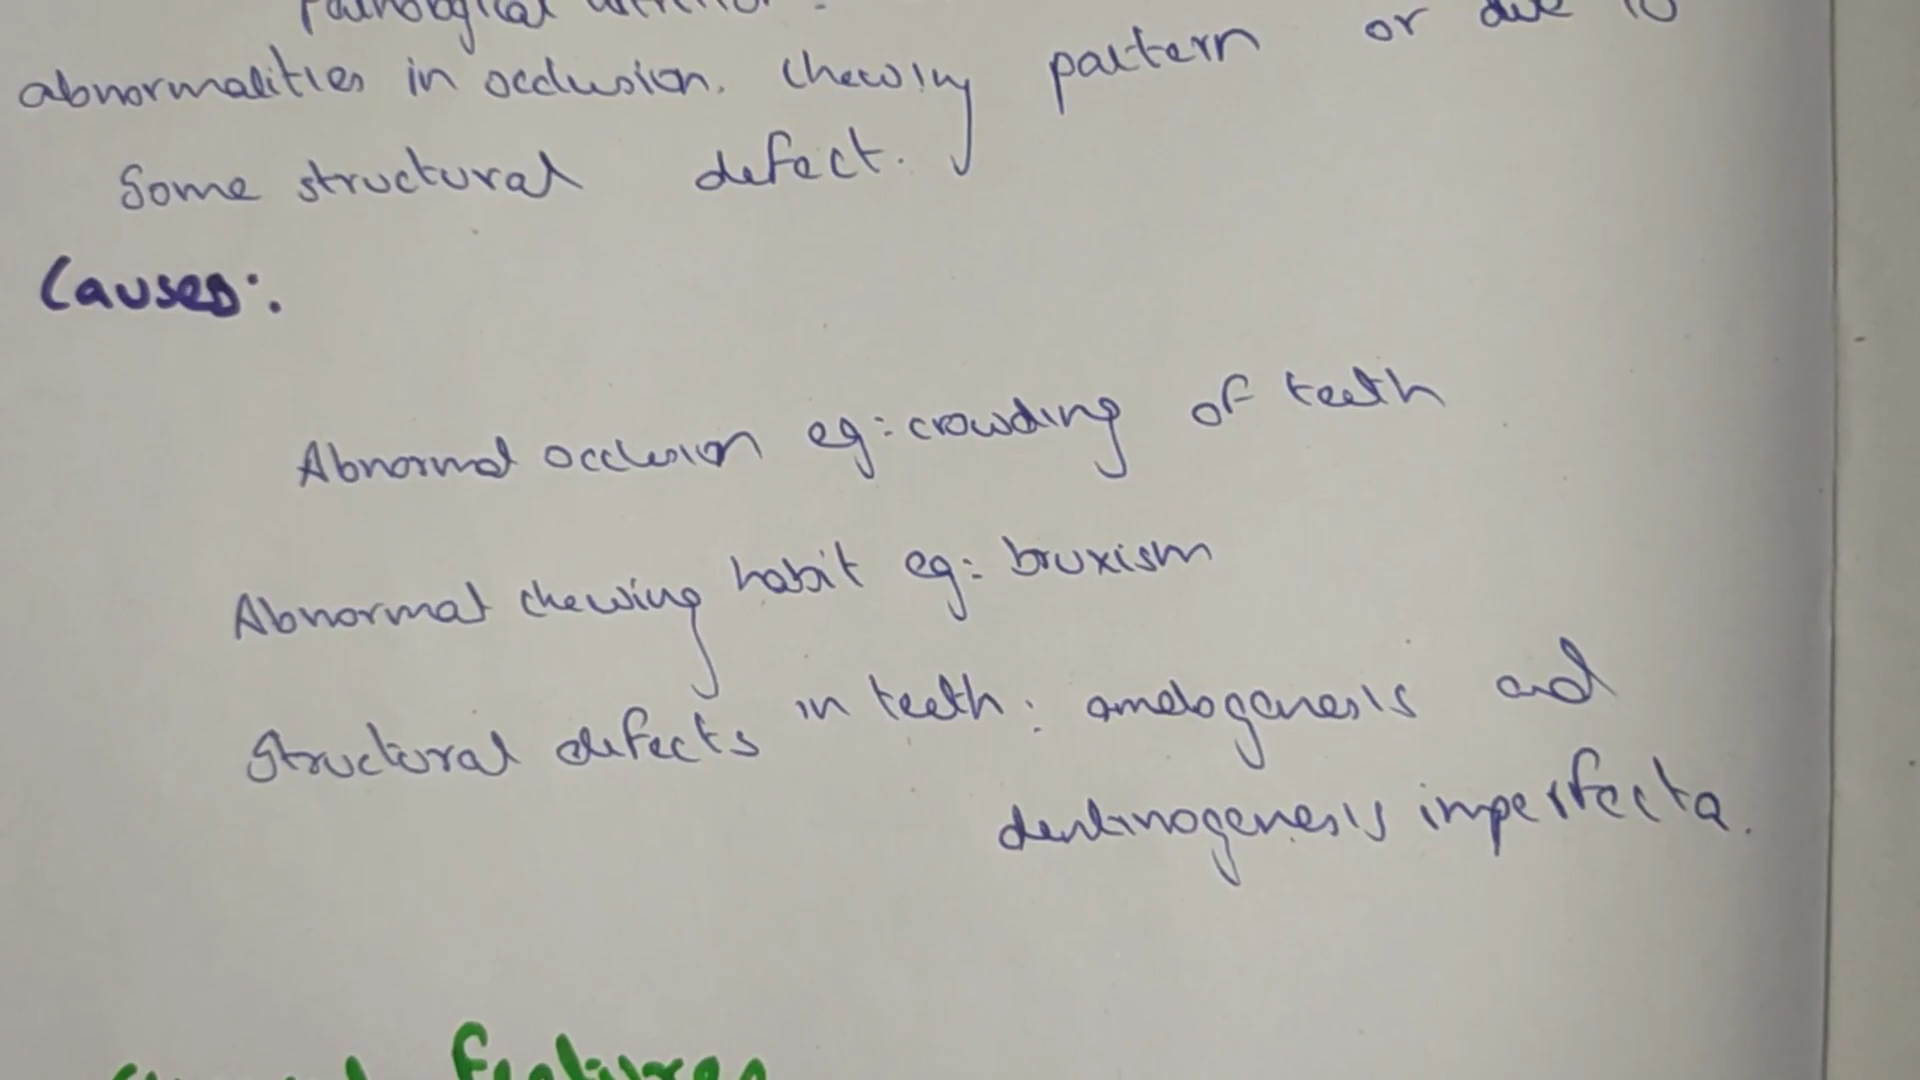 Pathological
abnormalities in occlusion, chewing pattern or due to
Some structural defect.
Causes:
Abnormal occlusion eg: crowding of teeth
Abnormal chewing habit eg: bruxism
Structural defects in teeth: amelogenesis and
dentinogenesis imperfecta.
features